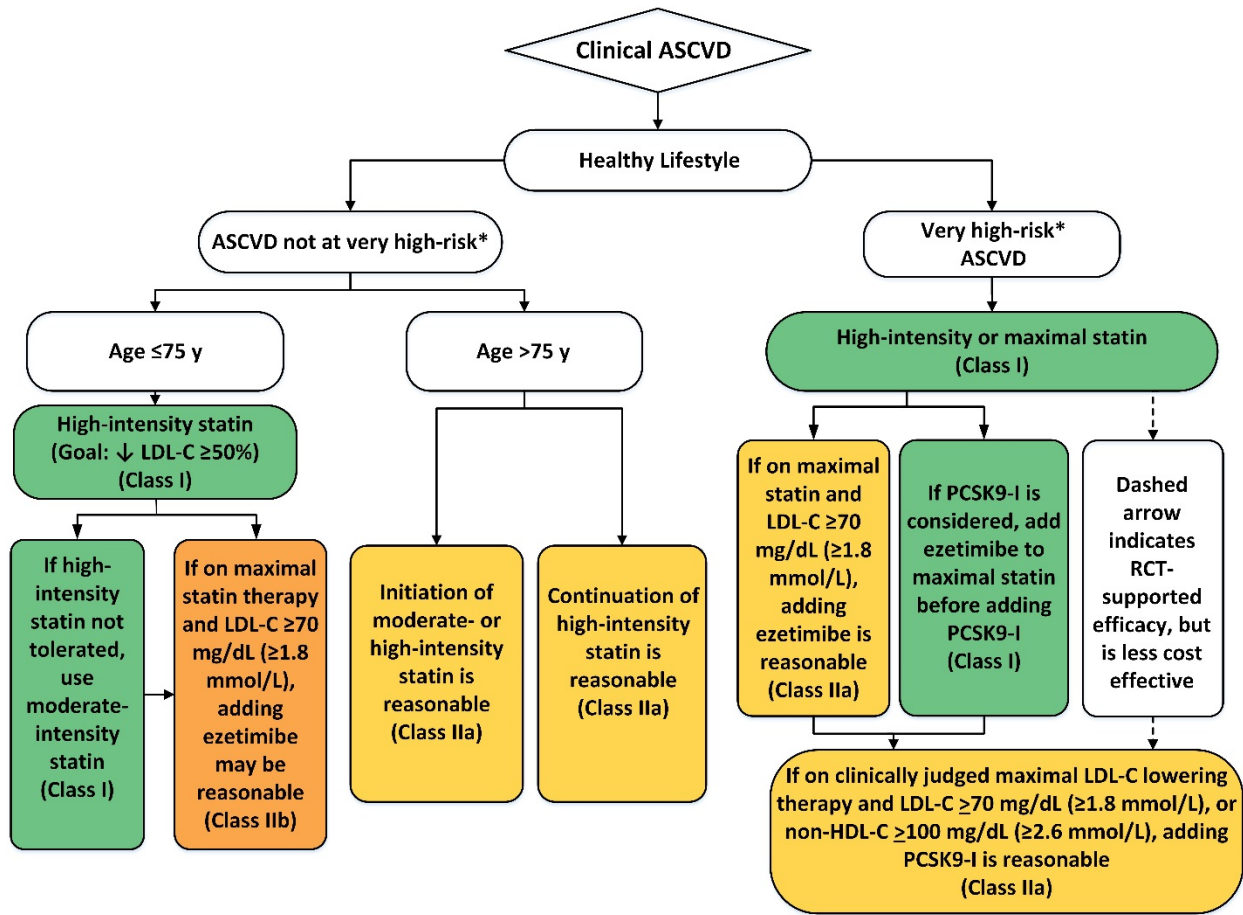 Clinical ASCVD
Healthy Lifestyle
ASCVD not at very high-risk*
Very high-risk*
ASCVD
Age ≤75 y
Age >75 y
High-intensity or maximal statin
(Class I)
High-intensity statin
(Goal: ↓ LDL-C ≥50%)
(Class I)
If high-
intensity
statin not
tolerated,
use
moderate-
intensity
statin
(Class I)
If on maximal
statin therapy
and LDL-C ≥70
mg/dL (≥1.8
mmol/L),
adding
ezetimibe
may be
reasonable
(Class IIb)
Initiation of
moderate- or
high-intensity
statin is
reasonable
(Class IIa)
Continuation of
high-intensity
statin is
reasonable
(Class IIa)
If on maximal
statin and
LDL-C ≥70
mg/dL (≥1.8
mmol/L),
adding
ezetimibe is
reasonable
(Class IIa)
If PCSK9-I is
considered, add
ezetimibe to
maximal statin
before adding
PCSK9-I
(Class I)
Dashed
arrow
indicates
RCT-
supported
efficacy, but
is less cost
effective
If on clinically judged maximal LDL-C lowering
therapy and LDL-C ≥70 mg/dL (≥1.8 mmol/L), or
non-HDL-C ≥100 mg/dL (≥2.6 mmol/L), adding
PCSK9-I is reasonable
(Class IIa)